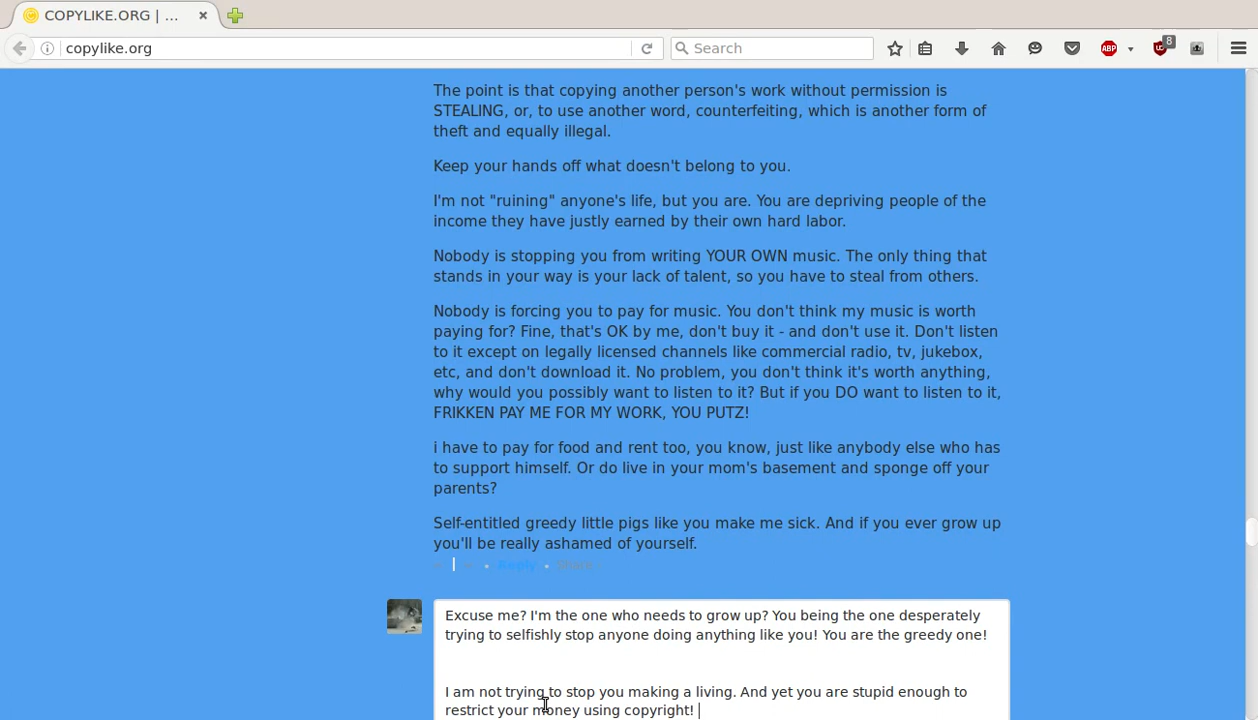 COPYLIKE.ORG | ...
copylike.org
Search
ABP
8
The point is that copying another person's work without permission is
STEALING, or, to use another word, counterfeiting, which is another form of
theft and equally illegal.
Keep your hands off what doesn't belong to you.
I'm not "ruining" anyone's life, but you are. You are depriving people of the
income they have justly earned by their own hard labor.
Nobody is stopping you from writing YOUR OWN music. The only thing that
stands in your way is your lack of talent, so you have to steal from others.
Nobody is forcing you to pay for music. You don't think my music is worth
paying for? Fine, that's OK by me, don't buy it - and don't use it. Don't listen
to it except on legally licensed channels like commercial radio, tv, jukebox,
etc, and don't download it. No problem, you don't think it's worth anything,
why would you possibly want to listen to it? But if you DO want to listen to it,
FRIKKEN PAY ME FOR MY WORK, YOU PUTZ!
i have to pay for food and rent too, you know, just like anybody else who has
to support himself. Or do live in your mom's basement and sponge off your
parents?
Self-entitled greedy little pigs like you make me sick. And if you ever grow up
you'll be really ashamed of yourself.
• Reply • Share
Excuse me? I'm the one who needs to grow up? You being the one desperately
trying to selfishly stop anyone doing anything like you! You are the greedy one!
I am not trying to stop you making a living. And yet you are stupid enough to
restrict your money using copyright!